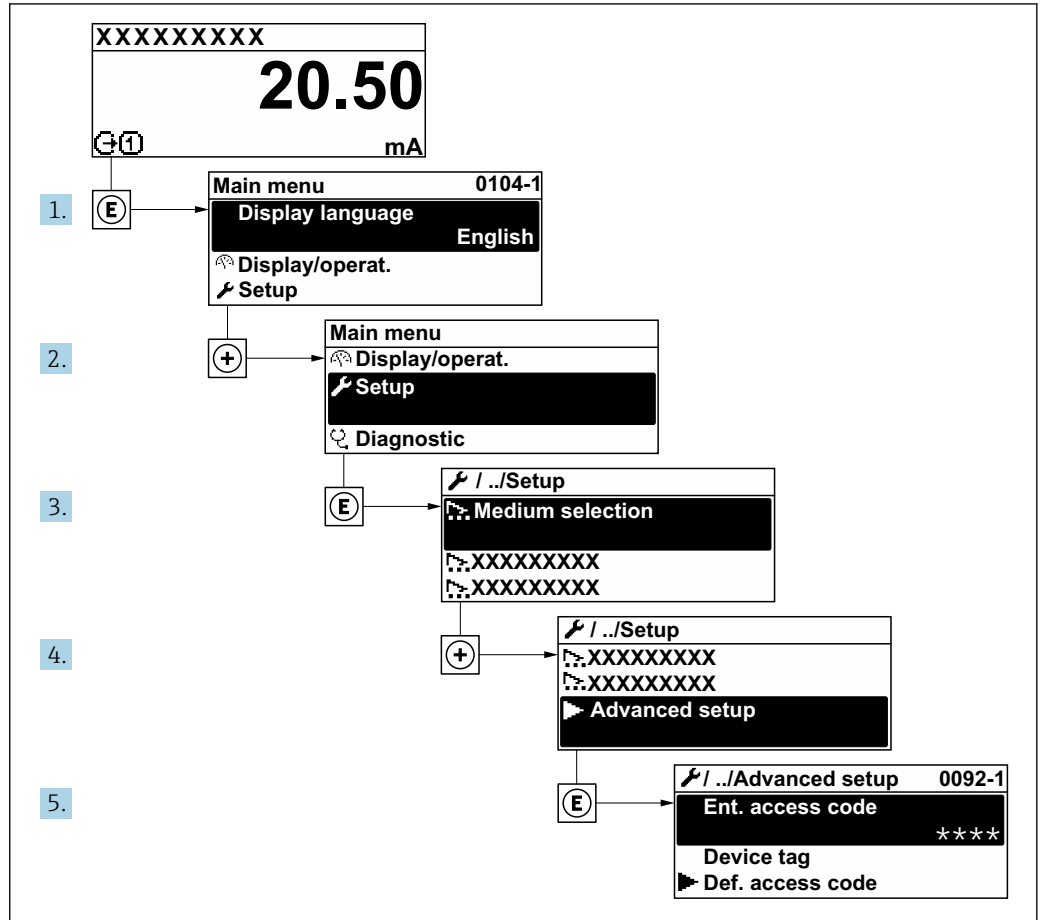 XXXXXXXXX
20.50
mA
1.
E
Main menu 0104-1
Display language
English
Display/operat.
Setup
2.
+
Main menu
Display/operat.
Setup
Diagnostic
3.
E
/ ../Setup
Medium selection
XXXXXXXXX
XXXXXXXXX
4.
+
/ ../Setup
XXXXXXXXX
XXXXXXXXX
Advanced setup
5.
E
/ ../Advanced setup 0092-1
Ent. access code
****
Device tag
Def. access code